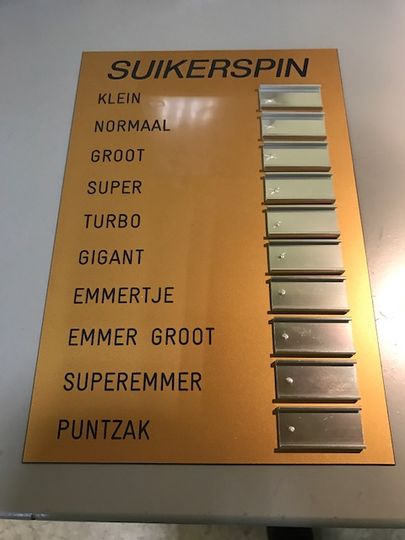 SUIKERSPIN
KLEIN
NORMAAL
GROOT
SUPER
TURBO
GIGANT
EMMERTJE
EMMER GROOT
SUPEREMMER
PUNTZAK